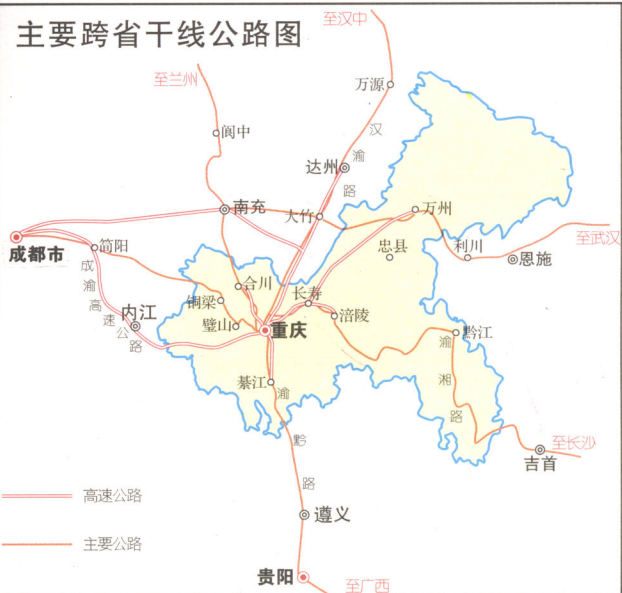 主要跨省干线公路图
至汉中
至兰州
万源
阆中
汉渝路
达州
南充
大竹
万州
成都市
简阳
忠县
利川
恩施
至武汉
成渝高速公路
合川
长寿
铜梁
内江
璧山
重庆
涪陵
黔江
渝湘路
綦江
渝黔路
至长沙
吉首
高速公路
遵义
主要公路
贵阳
至广西